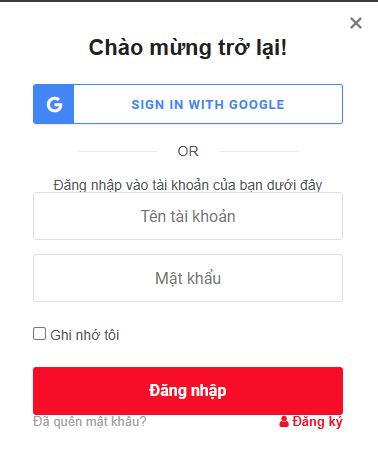 ×
Chào mừng trở lại!
G SIGN IN WITH GOOGLE
OR
Đăng nhập vào tài khoản của bạn dưới đây
Tên tài khoản
Mật khẩu
Ghi nhớ tôi
Đăng nhập
Đã quên mật khẩu? Đăng ký